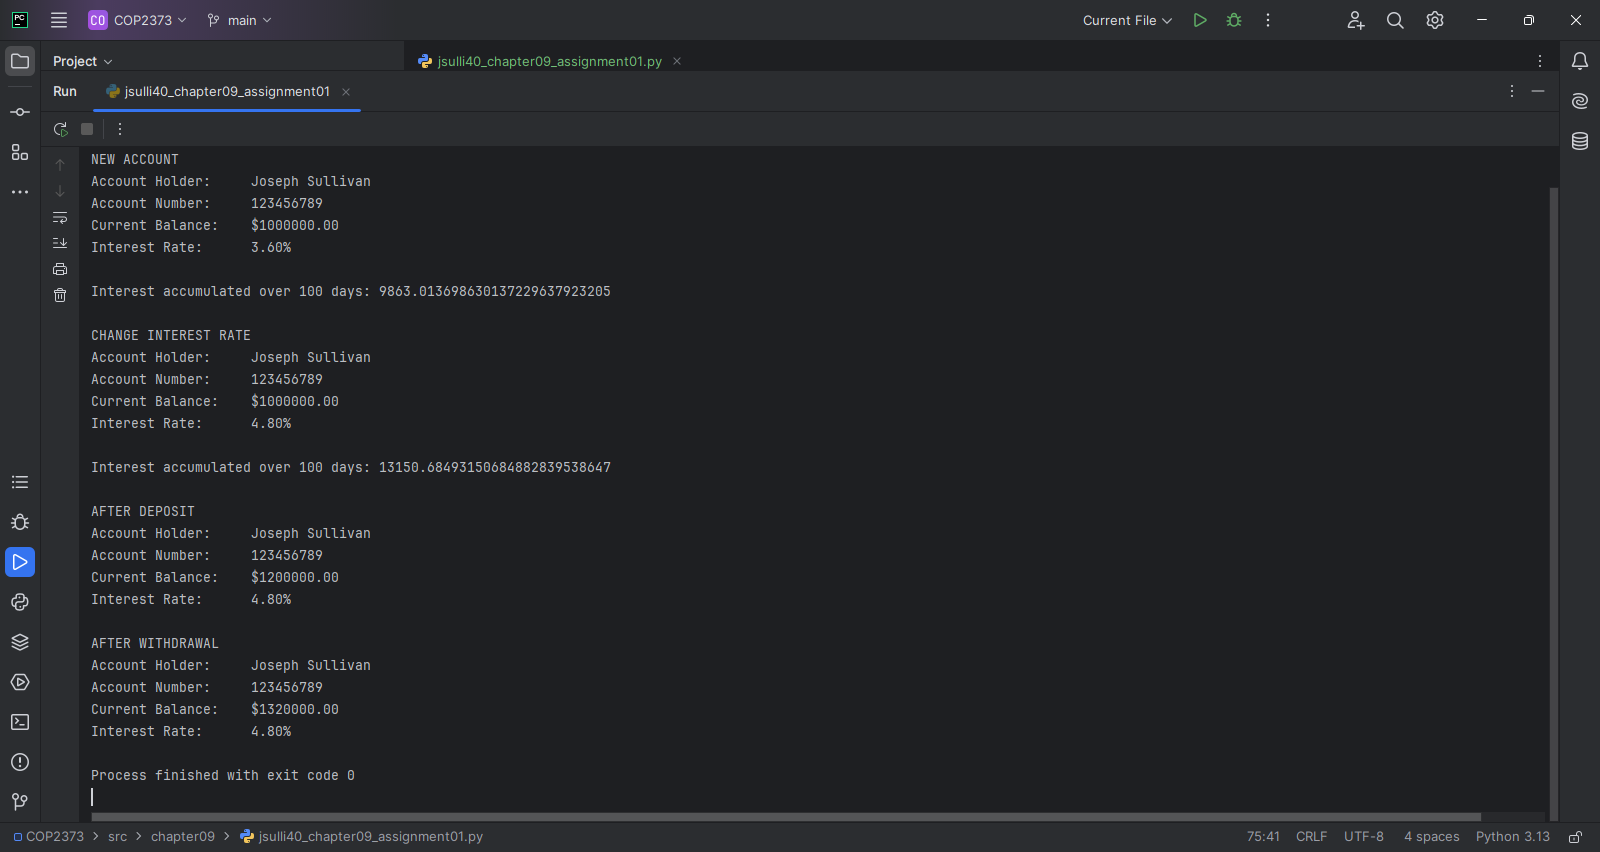 PC
CO COP2373 main Current File
Project jsulli40_chapter09_assignment01.py
Run jsulli40_chapter09_assignment01
NEW ACCOUNT
Account Holder: Joseph Sullivan
Account Number: 123456789
Current Balance: $1000000.00
Interest Rate: 3.60%
Interest accumulated over 100 days: 9863.013698630137229637923205
CHANGE INTEREST RATE
Account Holder: Joseph Sullivan
Account Number: 123456789
Current Balance: $1000000.00
Interest Rate: 4.80%
Interest accumulated over 100 days: 13150.68493150684882839538647
AFTER DEPOSIT
Account Holder: Joseph Sullivan
Account Number: 123456789
Current Balance: $1200000.00
Interest Rate: 4.80%
AFTER WITHDRAWAL
Account Holder: Joseph Sullivan
Account Number: 123456789
Current Balance: $1320000.00
Interest Rate: 4.80%
Process finished with exit code 0
COP2373 > src > chapter09 > jsulli40_chapter09_assignment01.py 75:41 CRLF UTF-8 4 spaces Python 3.13